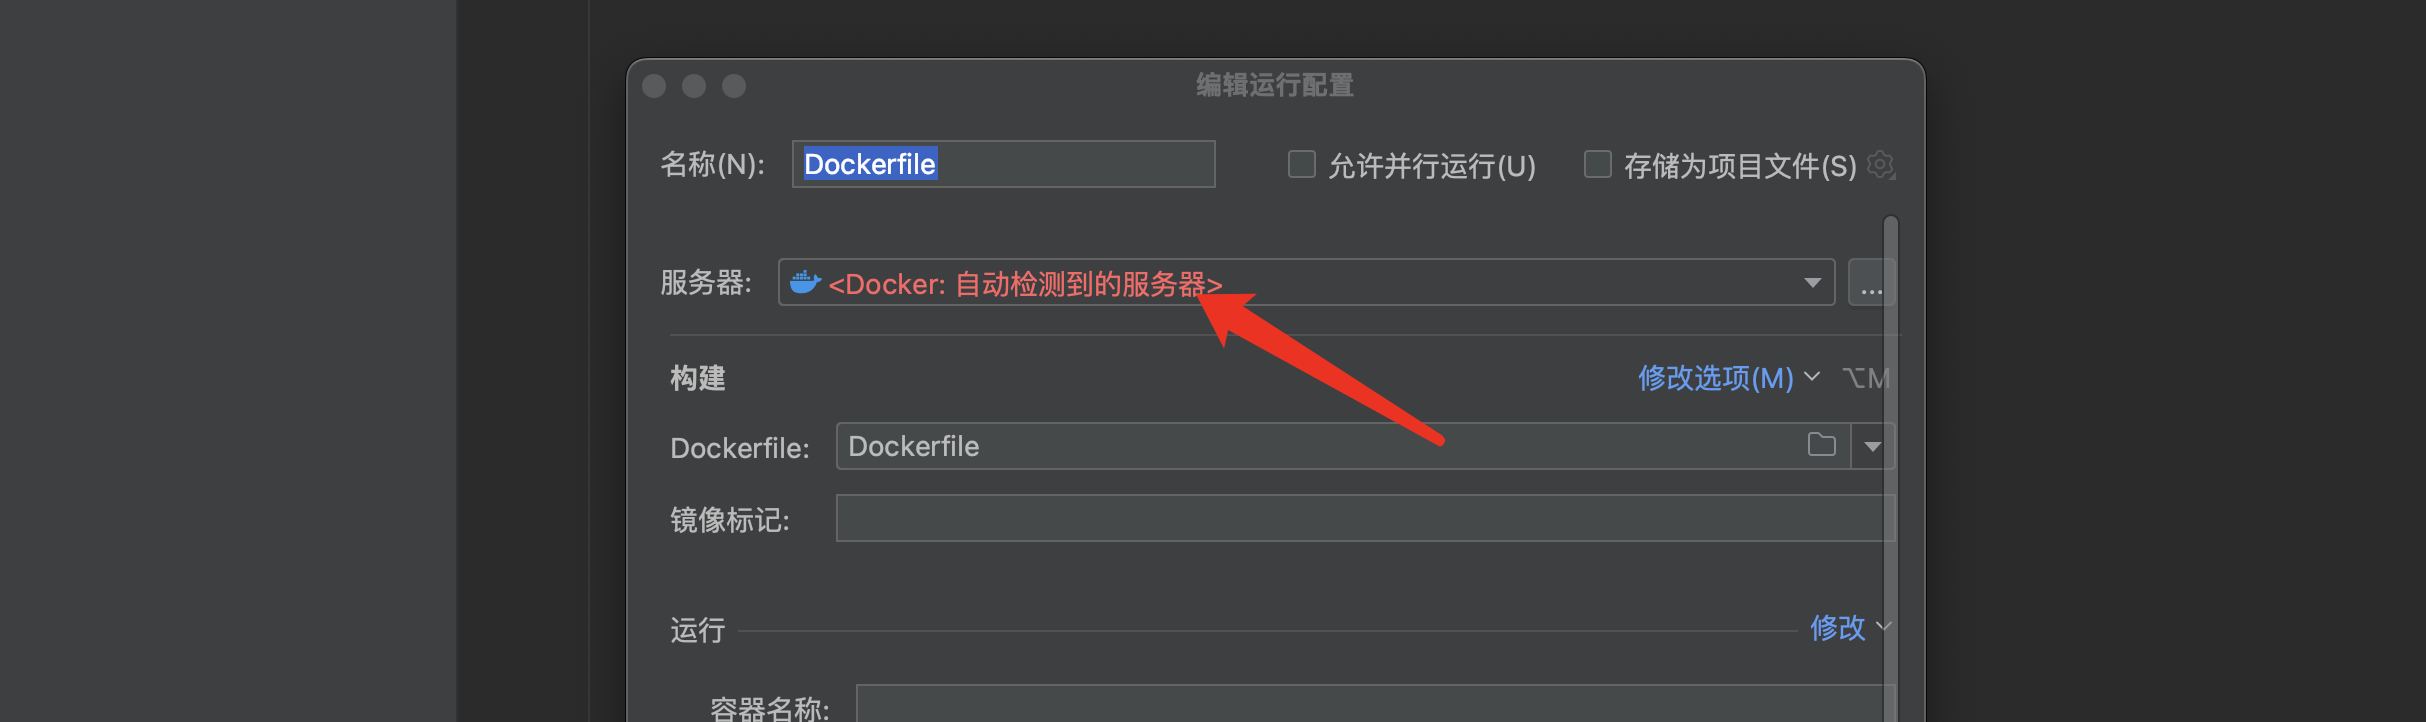 编辑运行配置
名称(N): Dockerfile 允许并行运行(U) 存储为项目文件(S)
服务器: <Docker: 自动检测到的服务器> ...
构建 修改选项(M) ⌥M
Dockerfile: Dockerfile
镜像标记:
运行 修改
容器名称: